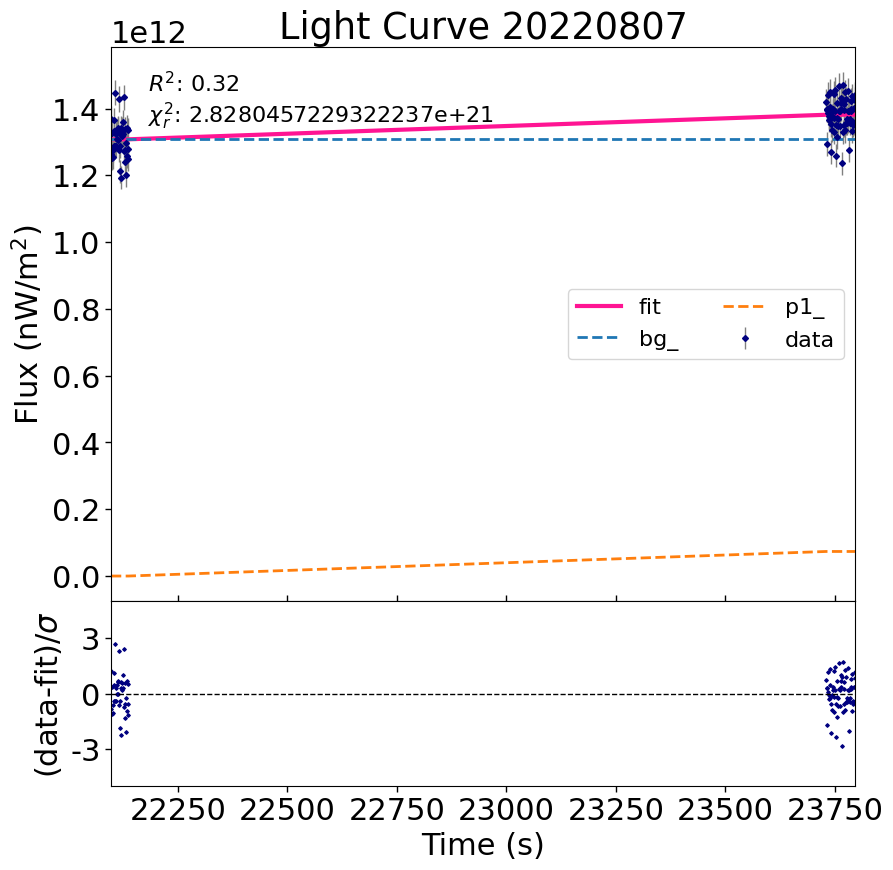 Light Curve 20220807
1e12
R²: 0.32
χ²ᵣ: 2.8280457229322237e+21
1.4
1.2
1.0
0.8
0.6
0.4
0.2
0.0
Flux (nW/m²)
fit
bg_
p1_
data
3
0
-3
(data-fit)/σ
22250 22500 22750 23000 23250 23500 23750
Time (s)